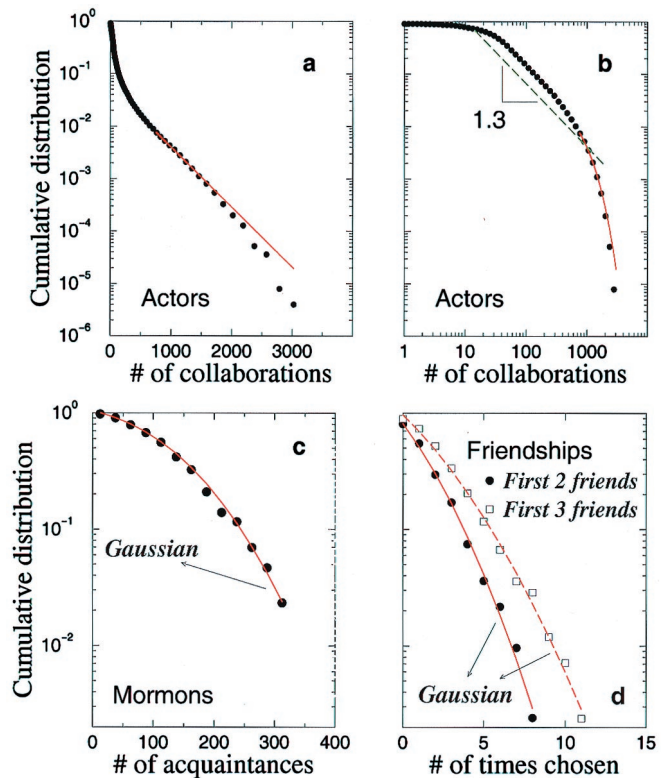 Cumulative distribution
10^0
10^-1
10^-2
10^-3
10^-4
10^-5
10^-6
a
Actors
0 1000 2000 3000
# of collaborations
b
1.3
Actors
1 10 100 1000
# of collaborations
Cumulative distribution
10^0
10^-1
10^-2
c
Gaussian
Mormons
0 100 200 300 400
# of acquaintances
Friendships
First 2 friends
First 3 friends
Gaussian
d
0 5 10 15
# of times chosen